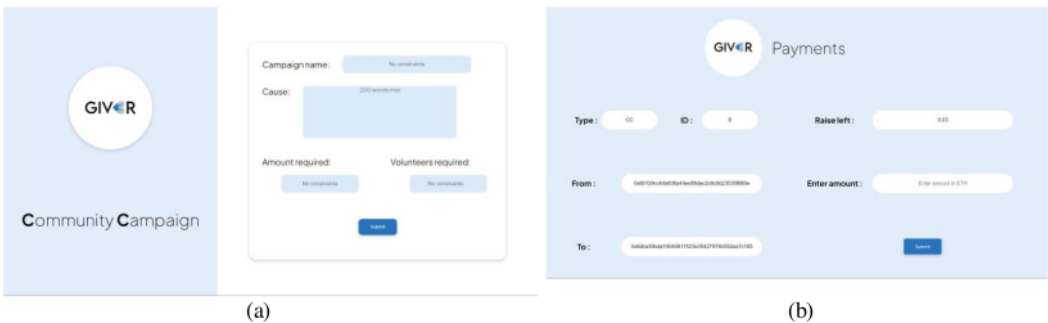 GIVER
Community Campaign
Campaign name:
No constraints
Cause:
200 words max
Amount required:
Volunteers required:
No constraints
No constraints
Submit
(a)
GIVER
Payments
Type :
CC
ID :
8
Raise left :
0.03
From :
Enter amount :
Enter amount in ETH
To :
Submit
(b)